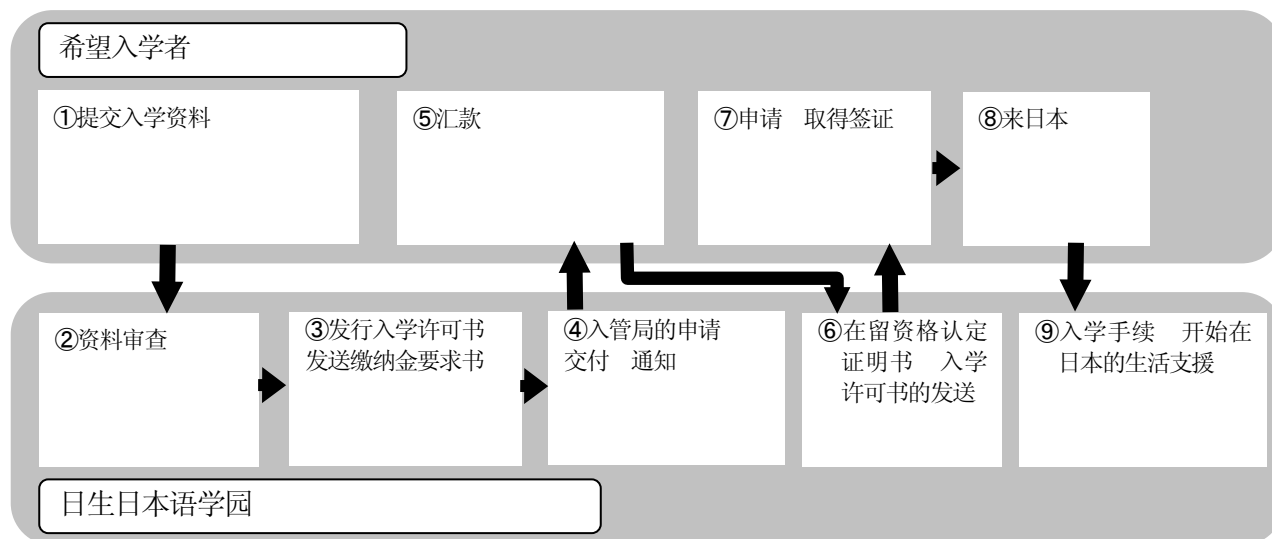 希望入学者
①提交入学资料
⑤汇款
⑦申请　取得签证
⑧来日本
②资料审查
③发行入学许可书
发送缴纳金要求书
④入管局的申请
交付　通知
⑥在留资格认定
证明书　入学
许可书的发送
⑨入学手续　开始在
日本的生活支援
日生日本语学园